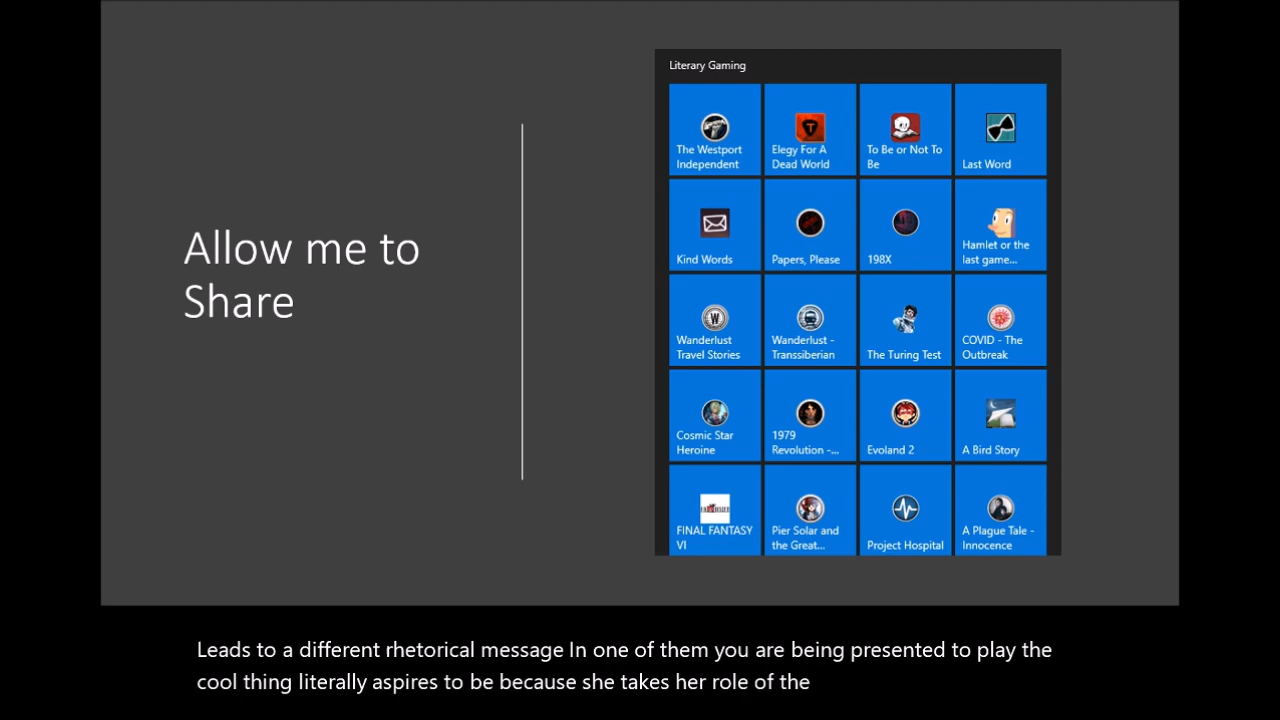 Literary Gaming
The Westport
Independent
Elegy For A
Dead World
To Be or Not To
Be
Last Word
Kind Words
Papers, Please
198X
Hamlet or the
last game...
Wanderlust
Travel Stories
Wanderlust -
Transsiberian
The Turing Test
COVID - The
Outbreak
Cosmic Star
Heroine
1979
Revolution -...
Evoland 2
A Bird Story
FINAL FANTASY
VI
Pier Solar and
the Great...
Project Hospital
A Plague Tale -
Innocence
Allow me to
Share
Leads to a different rhetorical message In one of them you are being presented to play the
cool thing literally aspires to be because she takes her role of the